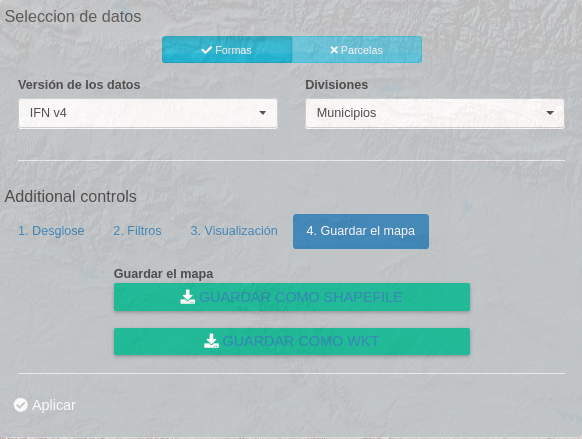 Seleccion de datos
Formas
Parcelas
Versión de los datos
Divisiones
IFN v4
Municipios
Additional controls
1. Desglose
2. Filtros
3. Visualización
4. Guardar el mapa
Guardar el mapa
GUARDAR COMO SHAPEFILE
GUARDAR COMO WKT
Aplicar